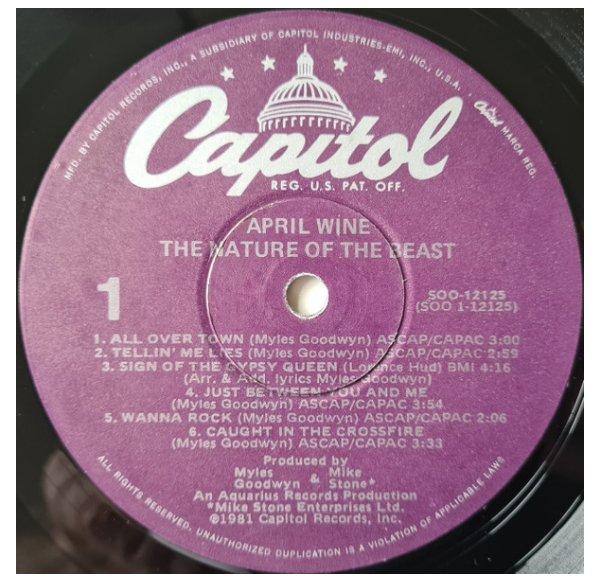 MFD. BY CAPITOL RECORDS, INC., A SUBSIDIARY OF CAPITOL INDUSTRIES-EMI, INC., U.S.A.
Capitol MARCA REG.
Capitol
REG. U.S. PAT. OFF.
APRIL WINE
THE NATURE OF THE BEAST
1
SOO-12125
(SOO 1-12125)
1. ALL OVER TOWN (Myles Goodwyn) ASCAP/CAPAC 3:00
2. TELLIN' ME LIES (Myles Goodwyn) ASCAP/CAPAC 2:59
3. SIGN OF THE GYPSY QUEEN (Lorence Hud) BMI 4:16
(Arr. & Add. lyrics Myles Goodwyn)
4. JUST BETWEEN YOU AND ME
(Myles Goodwyn) ASCAP/CAPAC 3:54
5. WANNA ROCK (Myles Goodwyn) ASCAP/CAPAC 2:06
6. CAUGHT IN THE CROSSFIRE
(Myles Goodwyn) ASCAP/CAPAC 3:33
Produced by
Myles & Mike
Goodwyn Stone*
An Aquarius Records Production
*Mike Stone Enterprises Ltd.
©1981 Capitol Records, Inc.
ALL RIGHTS RESERVED. UNAUTHORIZED DUPLICATION IS A VIOLATION OF APPLICABLE LAWS